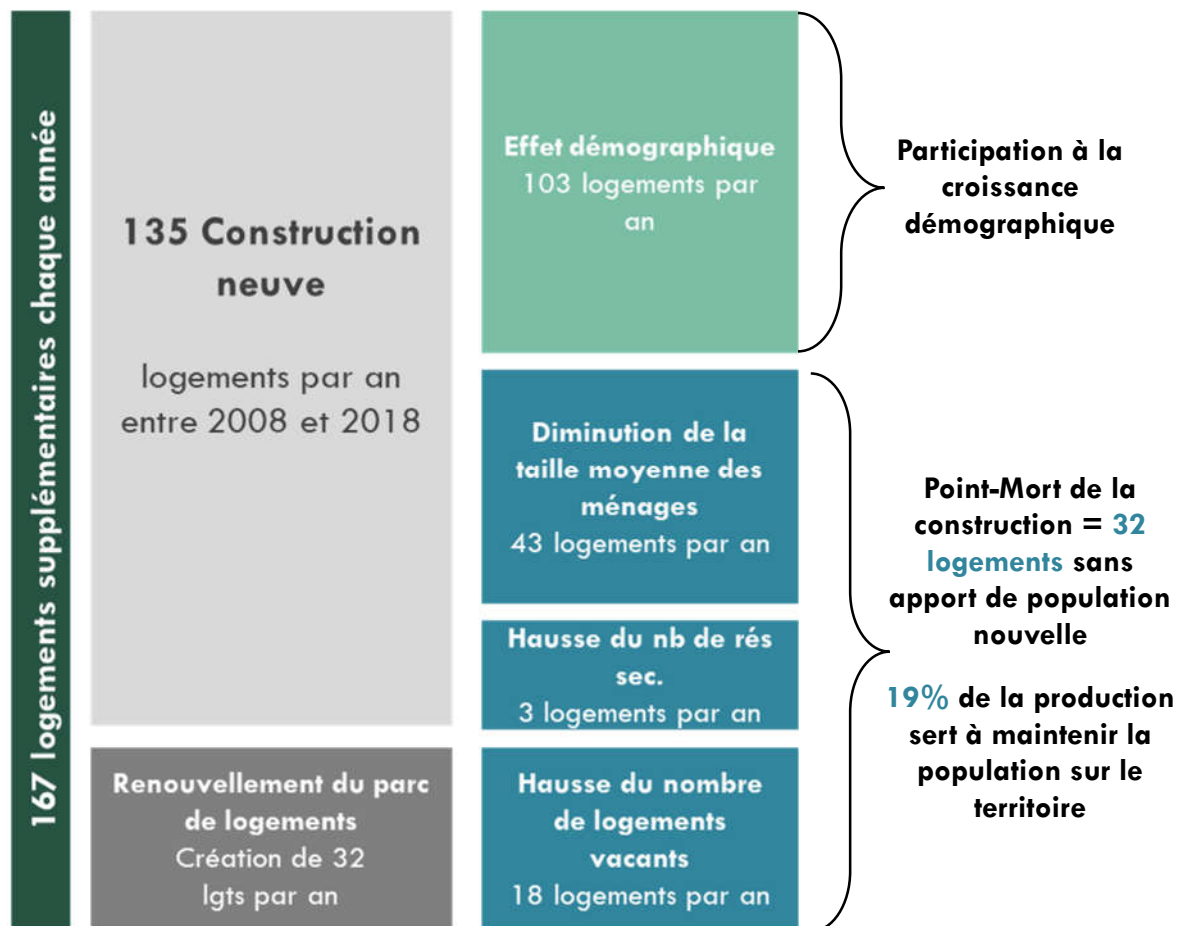 167 logements supplémentaires chaque année
135 Construction
neuve
logements par an
entre 2008 et 2018
Renouvellement du parc
de logements
Création de 32
lgts par an
Effet démographique
103 logements par
an
Diminution de la
taille moyenne des
ménages
43 logements par an
Hausse du nb de rés
sec.
3 logements par an
Hausse du nombre
de logements
vacants
18 logements par an
Participation à la
croissance
démographique
Point-Mort de la
construction = 32
logements sans
apport de population
nouvelle
19% de la production
sert à maintenir la
population sur le
territoire